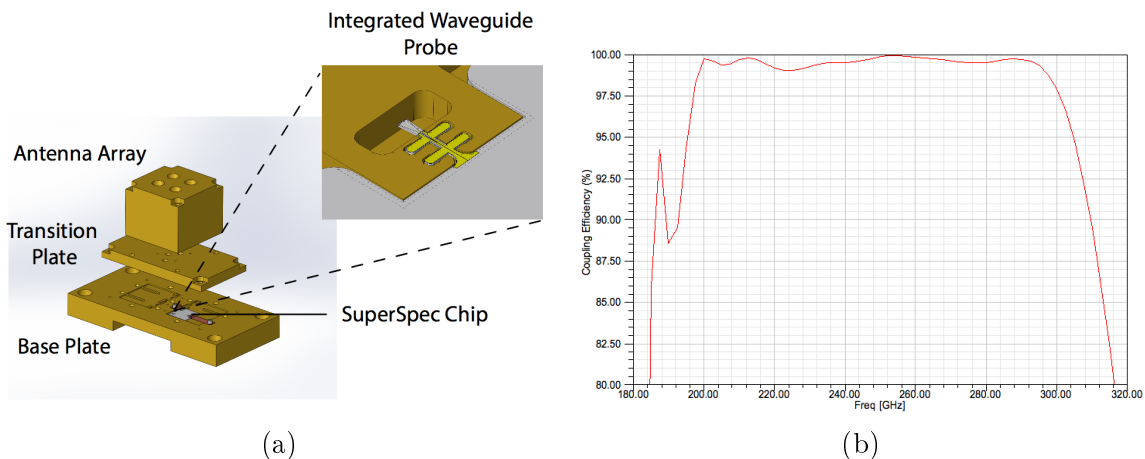 Integrated Waveguide
Probe
Antenna Array
Transition
Plate
SuperSpec Chip
Base Plate
(a)
100.00
97.50
95.00
92.50
90.00
87.50
85.00
82.50
80.00
Coupling Efficiency (%)
180.00 200.00 220.00 240.00 260.00 280.00 300.00 320.00
Freq [GHz]
(b)